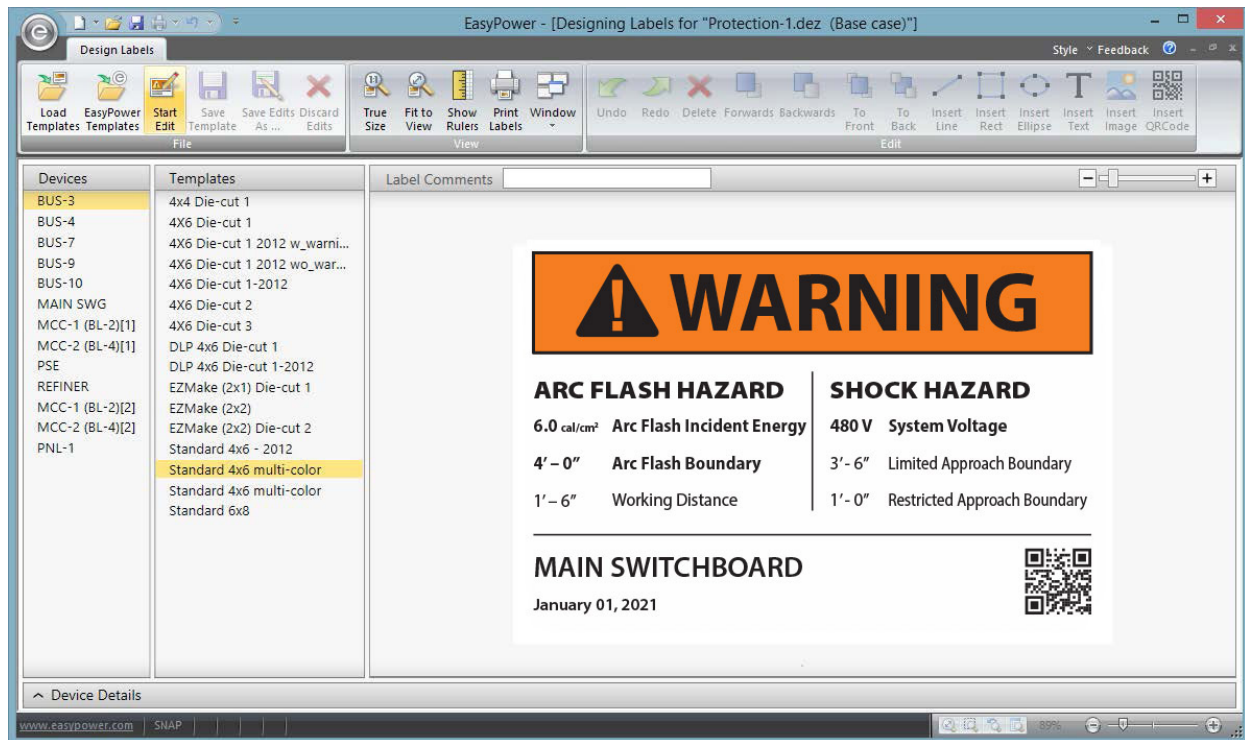 EasyPower - [Designing Labels for "Protection-1.dez (Base case)"]
Design Labels
Style Feedback
Load Templates
EasyPower Templates
Start Edit
Save Template
Save Edits As ...
Discard Edits
File
True Size
Fit to View
Show Rulers
Print Labels
Window
View
Undo
Redo
Delete
Forwards
Backwards
To Front
To Back
Insert Line
Insert Rect
Insert Ellipse
Insert Text
Insert Image
Insert QRCode
Edit
Devices
BUS-3
BUS-4
BUS-7
BUS-9
BUS-10
MAIN SWG
MCC-1 (BL-2)[1]
MCC-2 (BL-4)[1]
PSE
REFINER
MCC-1 (BL-2)[2]
MCC-2 (BL-4)[2]
PNL-1
Templates
4x4 Die-cut 1
4X6 Die-cut 1
4X6 Die-cut 1 2012 w_warni...
4X6 Die-cut 1 2012 wo_war...
4X6 Die-cut 1-2012
4X6 Die-cut 2
4X6 Die-cut 3
DLP 4x6 Die-cut 1
DLP 4x6 Die-cut 1-2012
EZMake (2x1) Die-cut 1
EZMake (2x2)
EZMake (2x2) Die-cut 2
Standard 4x6 - 2012
Standard 4x6 multi-color
Standard 4x6 multi-color
Standard 6x8
Label Comments
WARNING
ARC FLASH HAZARD
6.0 cal/cm² Arc Flash Incident Energy
4' – 0" Arc Flash Boundary
1' – 6" Working Distance
SHOCK HAZARD
480 V System Voltage
3' - 6" Limited Approach Boundary
1' - 0" Restricted Approach Boundary
MAIN SWITCHBOARD
January 01, 2021
Device Details
www.easypower.com
SNAP
89%